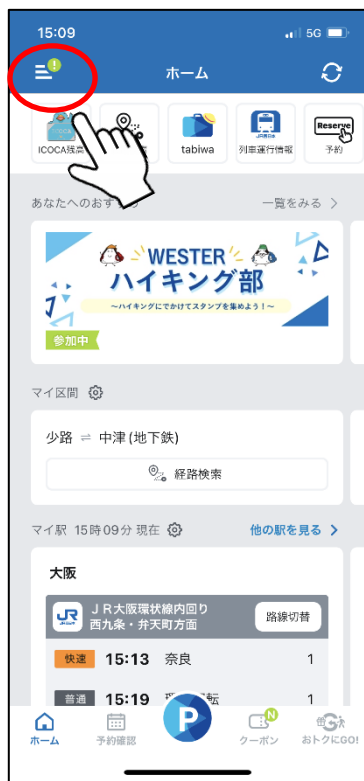 15:09
5G
ホーム
ICOCA残高
tabiwa
列車運行情報
Reserve
予約
あなたへのおすすめ
一覧をみる
WESTER
ハイキング部
～ハイキングにでかけてスタンプを集めよう！～
参加中
マイ区間
少路 ⇌ 中津(地下鉄)
経路検索
マイ駅 15時09分 現在
他の駅を見る
大阪
JR
ＪＲ大阪環状線内回り
西九条・弁天町方面
路線切替
快速 15:13 奈良 1
普通 15:19 転 1
P
N
ホーム
予約確認
クーポン
おトクにGO!